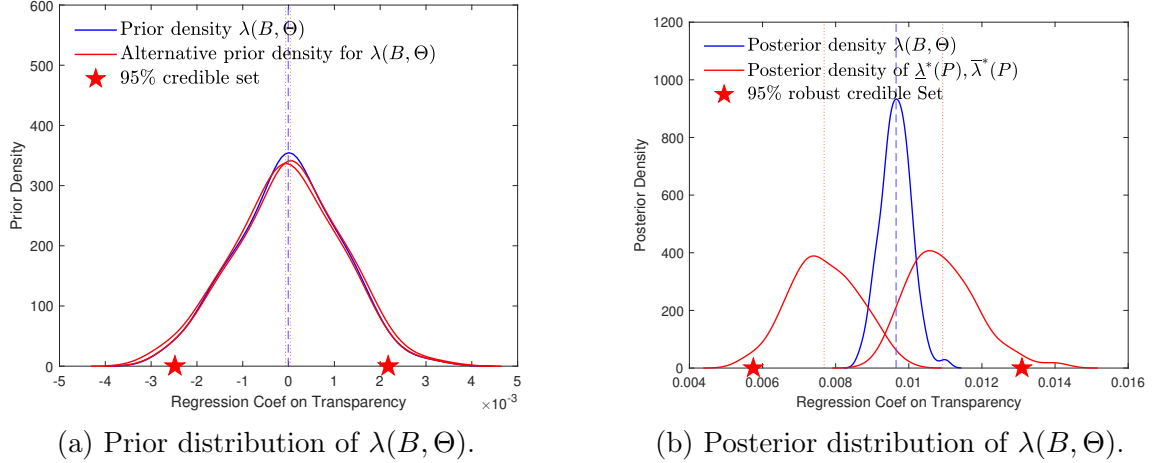 600
500
400
300
200
100
0
Prior Density
Prior density λ(B, Θ)
Alternative prior density for λ(B, Θ)
95% credible set
-5 -4 -3 -2 -1 0 1 2 3 4 5
Regression Coef on Transparency
×10⁻³
(a) Prior distribution of λ(B, Θ).
1200
1000
800
600
400
200
0
Posterior Density
Posterior density λ(B, Θ)
Posterior density of λ̲*(P), λ̅*(P)
95% robust credible Set
0.004 0.006 0.008 0.01 0.012 0.014 0.016
Regression Coef on Transparency
(b) Posterior distribution of λ(B, Θ).